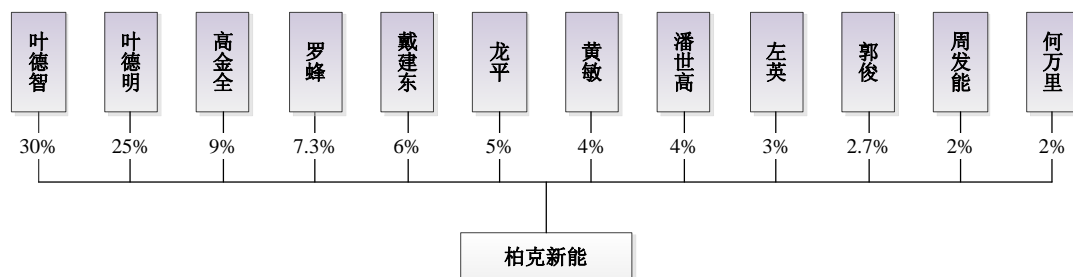 叶德智
叶德明
高金全
罗蜂
戴建东
龙平
黄敏
潘世高
左英
郭俊
周发能
何万里
30%
25%
9%
7.3%
6%
5%
4%
4%
3%
2.7%
2%
2%
柏克新能